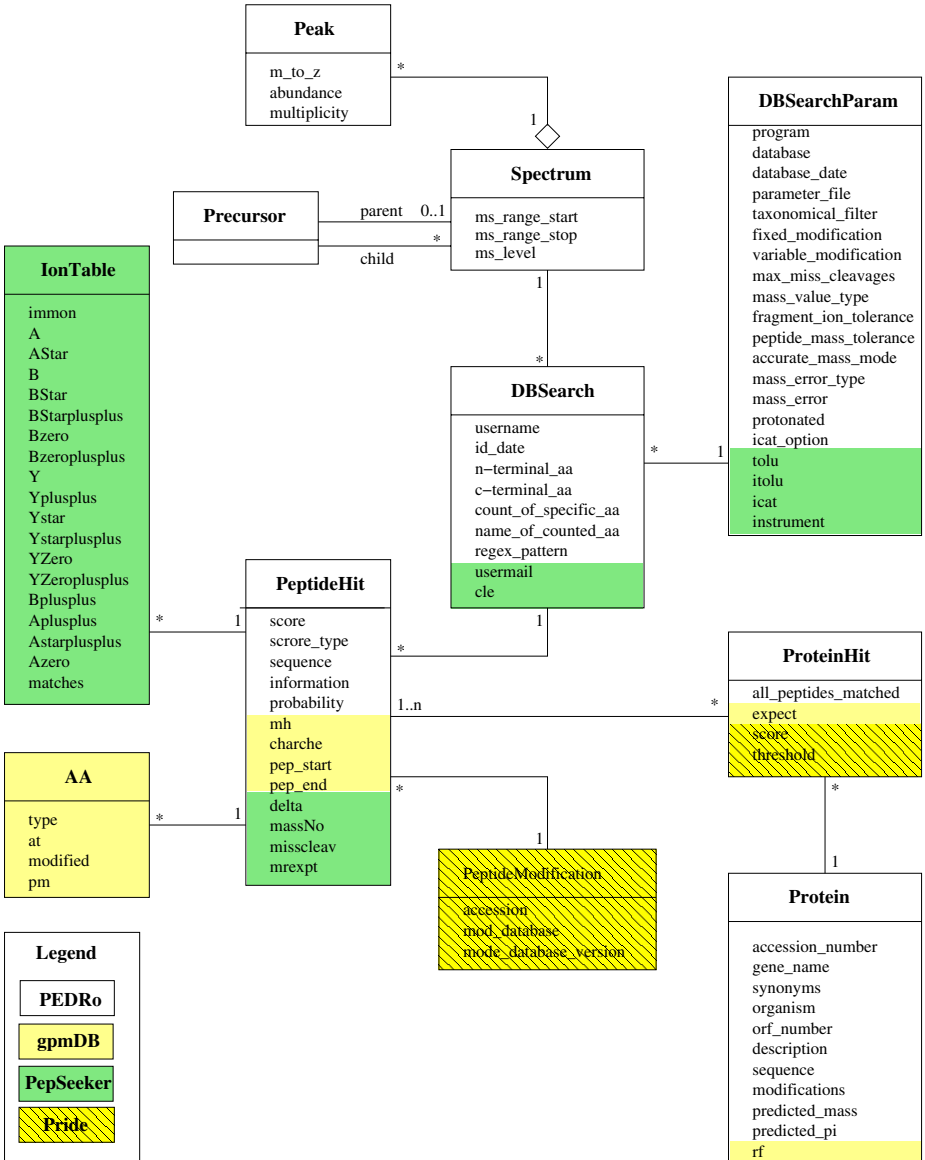 Peak
m_to_z
abundance
multiplicity
*
1
DBSearchParam
program
database
database_date
parameter_file
taxonomical_filter
fixed_modification
variable_modification
max_miss_cleavages
mass_value_type
fragment_ion_tolerance
peptide_mass_tolerance
accurate_mass_mode
mass_error_type
mass_error
protonated
icat_option
tolu
itolu
icat
instrument
Spectrum
ms_range_start
ms_range_stop
ms_level
Precursor
parent 0..1
*
child
1
*
IonTable
immon
A
AStar
B
BStar
BStarplusplus
Bzero
Bzeroplusplus
Y
Yplusplus
Ystar
Ystarplusplus
YZero
YZeroplusplus
Bplusplus
Aplusplus
Astarplusplus
Azero
matches
DBSearch
username
id_date
n−terminal_aa
c−terminal_aa
count_of_specific_aa
name_of_counted_aa
regex_pattern
usermail
cle
* 1
1
*
PeptideHit
score
scrore_type
sequence
information
probability
mh
charche
pep_start
pep_end
delta
massNo
misscleav
mrexpt
* 1
1..n *
ProteinHit
all_peptides_matched
expect
score
threshold
AA
type
at
modified
pm
* 1
*
1
PeptideModification
accession
mod_database
mode_database_version
*
1
Protein
accession_number
gene_name
synonyms
organism
orf_number
description
sequence
modifications
predicted_mass
predicted_pi
rf
Legend
PEDRo
gpmDB
PepSeeker
Pride